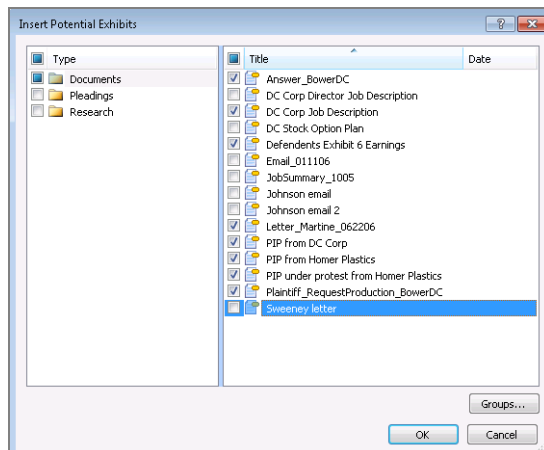 Insert Potential Exhibits
Type
Documents
Pleadings
Research
Title Date
Answer_BowerDC
DC Corp Director Job Description
DC Corp Job Description
DC Stock Option Plan
Defendents Exhibit 6 Earnings
Email_011106
JobSummary_1005
Johnson email
Johnson email 2
Letter_Martine_062206
PIP from DC Corp
PIP from Homer Plastics
PIP under protest from Homer Plastics
Plaintiff_RequestProduction_BowerDC
Sweeney letter
Groups...
OK Cancel